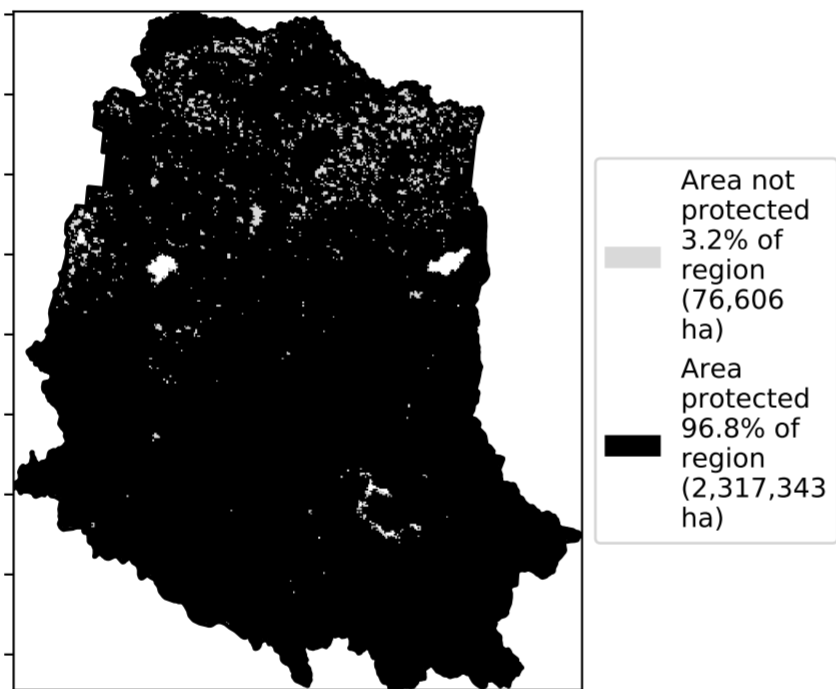 Area not
protected
3.2% of
region
(76,606
ha)
Area
protected
96.8% of
region
(2,317,343
ha)